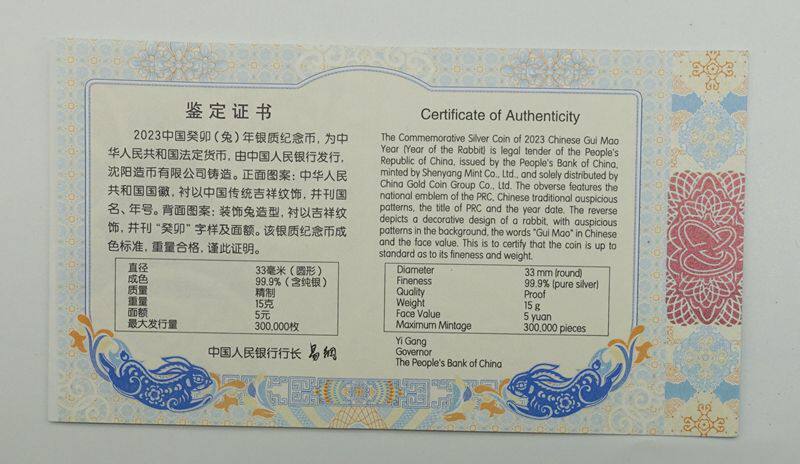 鉴定证书
2023中国癸卯(兔)年银质纪念币,为中
华人民共和国法定货币,由中国人民银行发行,
沈阳造币有限公司铸造。正面图案:中华人民
共和国国徽,衬以中国传统吉祥纹饰,并刊国
名、年号。背面图案:装饰兔造型,衬以吉祥纹
饰,并刊“癸卯”字样及面额。该银质纪念币成
色标准,重量合格,谨此证明。
直径 33毫米(圆形)
成色 99.9%(含纯银)
质量 精制
重量 15克
面额 5元
最大发行量 300,000枚
中国人民银行行长 易纲
Certificate of Authenticity
The Commemorative Silver Coin of 2023 Chinese Gui Mao
Year (Year of the Rabbit) is legal tender of the People's
Republic of China, issued by the People's Bank of China,
minted by Shenyang Mint Co., Ltd., and solely distributed by
China Gold Coin Group Co., Ltd. The obverse features the
national emblem of the PRC, Chinese traditional auspicious
patterns, the title of PRC and the year date. The reverse
depicts a decorative design of a rabbit, with auspicious
patterns in the background, the words "Gui Mao" in Chinese
and the face value. This is to certify that the coin is up to
standard as to its fineness and weight.
Diameter 33 mm (round)
Fineness 99.9% (pure silver)
Quality Proof
Weight 15 g
Face Value 5 yuan
Maximum Mintage 300,000 pieces
Yi Gang
Governor
The People's Bank of China